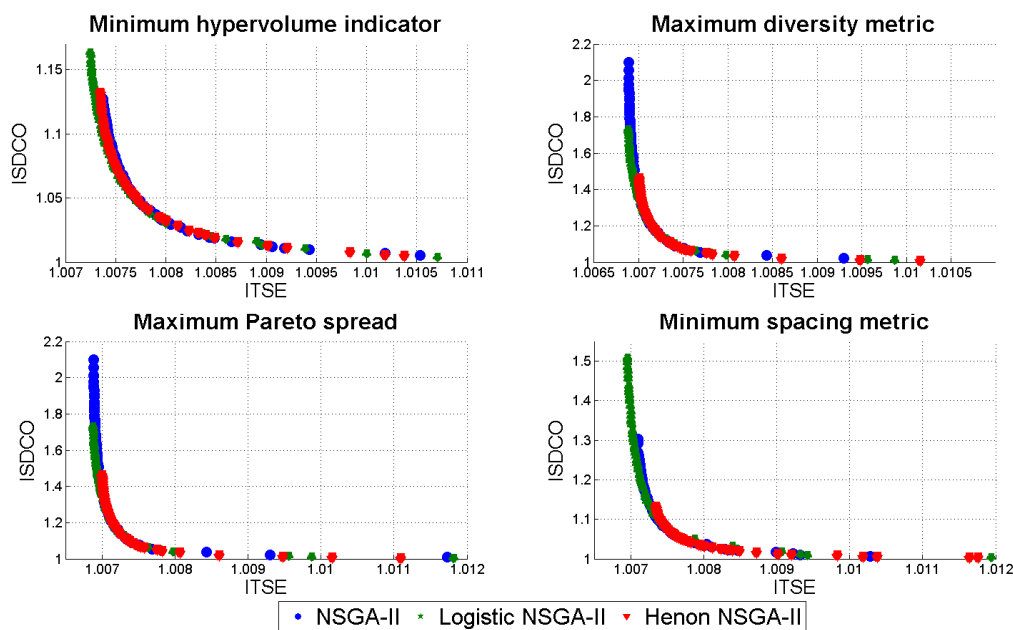 Minimum hypervolume indicator
ISDCO
1.15
1.1
1.05
1
1.007 1.0075 1.008 1.0085 1.009 1.0095 1.01 1.0105 1.011
ITSE
Maximum diversity metric
ISDCO
2.2
2
1.8
1.6
1.4
1.2
1
1.0065 1.007 1.0075 1.008 1.0085 1.009 1.0095 1.01 1.0105
ITSE
Maximum Pareto spread
ISDCO
2.2
2
1.8
1.6
1.4
1.2
1
1.007 1.008 1.009 1.01 1.011 1.012
ITSE
Minimum spacing metric
ISDCO
1.5
1.4
1.3
1.2
1.1
1
1.007 1.008 1.009 1.01 1.011 1.012
ITSE
NSGA-II Logistic NSGA-II Henon NSGA-II